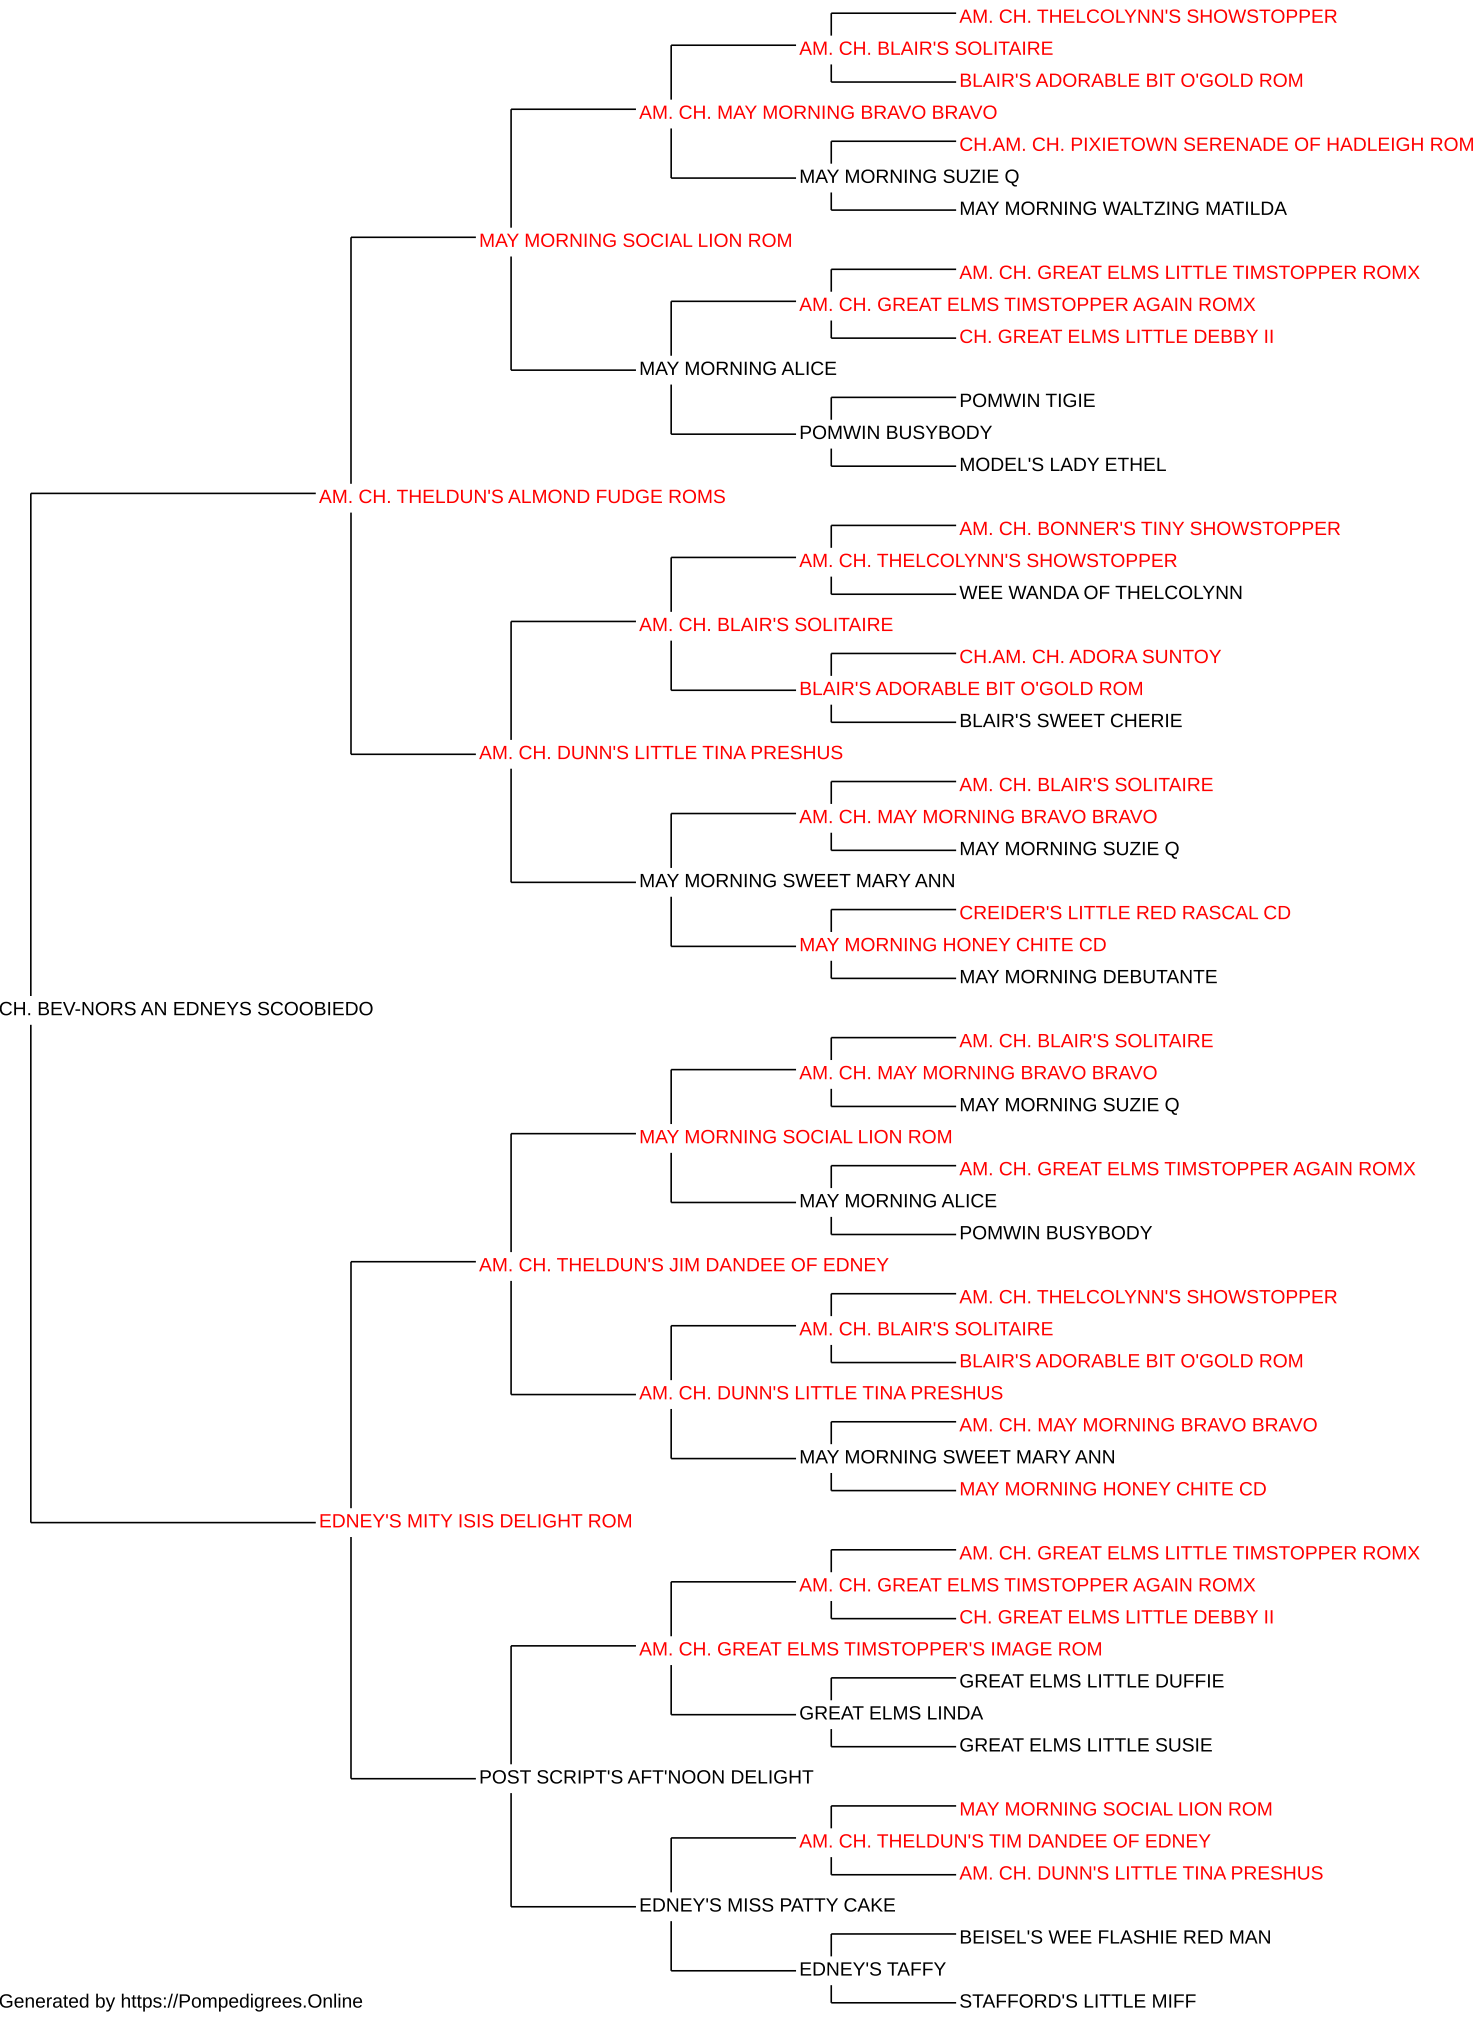 AM. CH. THELCOLYNN'S SHOWSTOPPER
AM. CH. BLAIR'S SOLITAIRE
BLAIR'S ADORABLE BIT O'GOLD ROM
AM. CH. MAY MORNING BRAVO BRAVO
CH.AM. CH. PIXIETOWN SERENADE OF HADLEIGH ROM
MAY MORNING SUZIE Q
MAY MORNING WALTZING MATILDA
MAY MORNING SOCIAL LION ROM
AM. CH. GREAT ELMS LITTLE TIMSTOPPER ROMX
AM. CH. GREAT ELMS TIMSTOPPER AGAIN ROMX
CH. GREAT ELMS LITTLE DEBBY II
MAY MORNING ALICE
POMWIN TIGIE
POMWIN BUSYBODY
MODEL'S LADY ETHEL
AM. CH. THELDUN'S ALMOND FUDGE ROMS
AM. CH. BONNER'S TINY SHOWSTOPPER
AM. CH. THELCOLYNN'S SHOWSTOPPER
WEE WANDA OF THELCOLYNN
AM. CH. BLAIR'S SOLITAIRE
CH.AM. CH. ADORA SUNTOY
BLAIR'S ADORABLE BIT O'GOLD ROM
BLAIR'S SWEET CHERIE
AM. CH. DUNN'S LITTLE TINA PRESHUS
AM. CH. BLAIR'S SOLITAIRE
AM. CH. MAY MORNING BRAVO BRAVO
MAY MORNING SUZIE Q
MAY MORNING SWEET MARY ANN
CREIDER'S LITTLE RED RASCAL CD
MAY MORNING HONEY CHITE CD
MAY MORNING DEBUTANTE
CH. BEV-NORS AN EDNEYS SCOOBIEDO
AM. CH. BLAIR'S SOLITAIRE
AM. CH. MAY MORNING BRAVO BRAVO
MAY MORNING SUZIE Q
MAY MORNING SOCIAL LION ROM
AM. CH. GREAT ELMS TIMSTOPPER AGAIN ROMX
MAY MORNING ALICE
POMWIN BUSYBODY
AM. CH. THELDUN'S JIM DANDEE OF EDNEY
AM. CH. THELCOLYNN'S SHOWSTOPPER
AM. CH. BLAIR'S SOLITAIRE
BLAIR'S ADORABLE BIT O'GOLD ROM
AM. CH. DUNN'S LITTLE TINA PRESHUS
AM. CH. MAY MORNING BRAVO BRAVO
MAY MORNING SWEET MARY ANN
MAY MORNING HONEY CHITE CD
EDNEY'S MITY ISIS DELIGHT ROM
AM. CH. GREAT ELMS LITTLE TIMSTOPPER ROMX
AM. CH. GREAT ELMS TIMSTOPPER AGAIN ROMX
CH. GREAT ELMS LITTLE DEBBY II
AM. CH. GREAT ELMS TIMSTOPPER'S IMAGE ROM
GREAT ELMS LITTLE DUFFIE
GREAT ELMS LINDA
GREAT ELMS LITTLE SUSIE
POST SCRIPT'S AFT'NOON DELIGHT
MAY MORNING SOCIAL LION ROM
AM. CH. THELDUN'S TIM DANDEE OF EDNEY
AM. CH. DUNN'S LITTLE TINA PRESHUS
EDNEY'S MISS PATTY CAKE
BEISEL'S WEE FLASHIE RED MAN
EDNEY'S TAFFY
STAFFORD'S LITTLE MIFF
Generated by https://Pompedigrees.Online